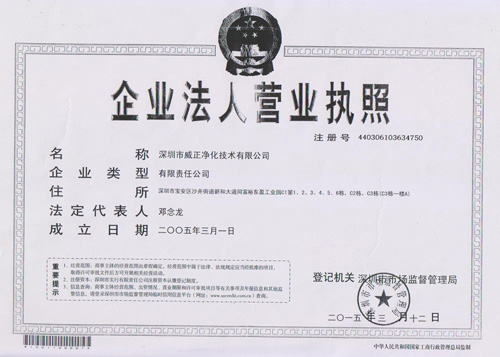 企业法人营业执照
注册号 440306103634750
名称 深圳市威正净化技术有限公司
企业类型 有限责任公司
住所 深圳市宝安区沙井街道新和大道同富裕东盈工业园C1第1、2、3、4、5、6栋、C2栋、C3栋(C3栋一楼A)
法定代表人 邓念龙
成立日期 二〇〇五年三月一日
重要提示
登记机关 深圳市市场监督管理局
二〇一五年三月十二日
中华人民共和国国家工商行政管理总局监制